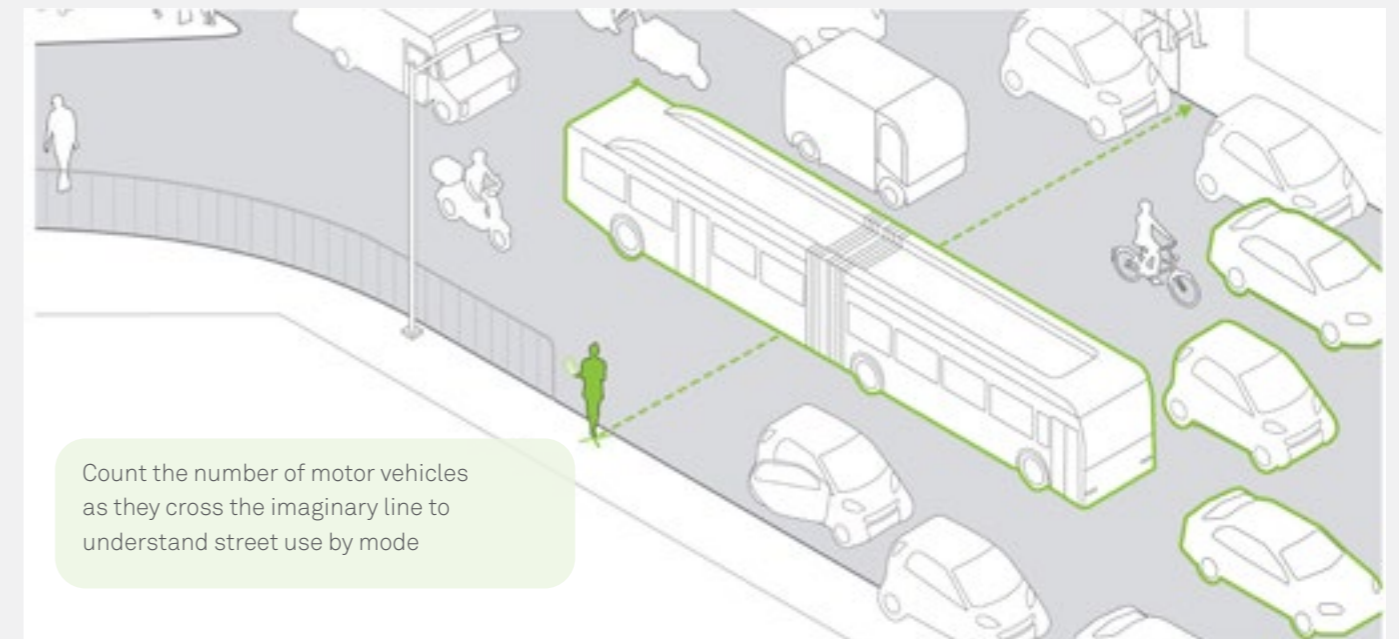 Count the number of motor vehicles
as they cross the imaginary line to
understand street use by mode